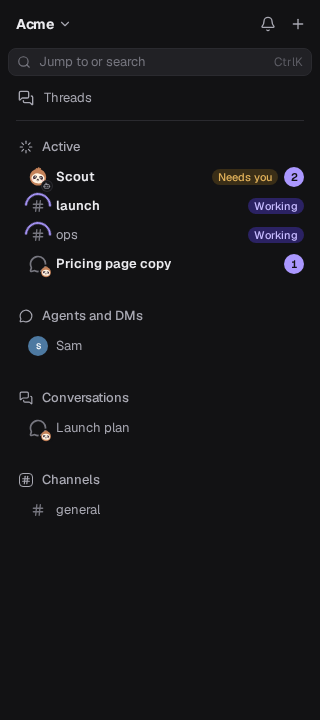 Acme
Jump to or search CtrlK
Threads
Active
Scout Needs you 2
launch Working
ops Working
Pricing page copy 1
Agents and DMs
S Sam
Conversations
Launch plan
Channels
general